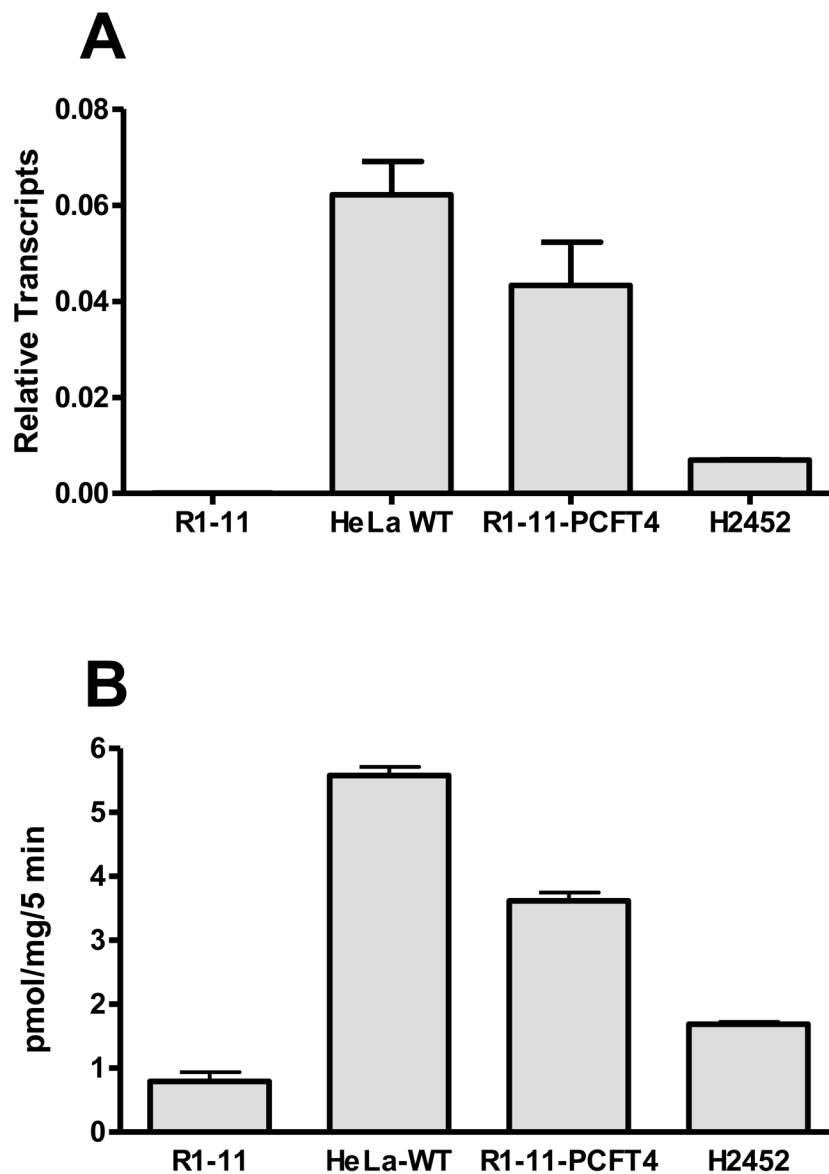 A
Relative Transcripts
0.08
0.06
0.04
0.02
0.00
R1-11 HeLa WT R1-11-PCFT4 H2452
B
pmol/mg/5 min
6
5
4
3
2
1
0
R1-11 HeLa-WT R1-11-PCFT4 H2452